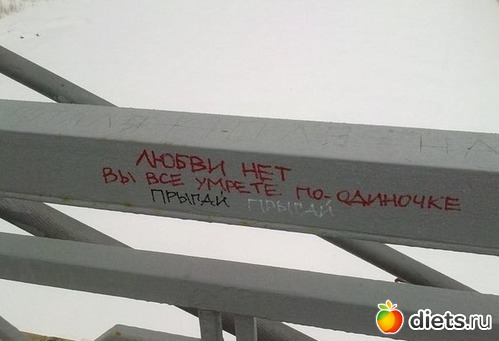 ЛЮБВИ НЕТ
ВЫ ВСЕ УМРЕТЕ ПО-ОДИНОЧКЕ
ПРЫГАЙ ПРЫГАЙ
diets.ru